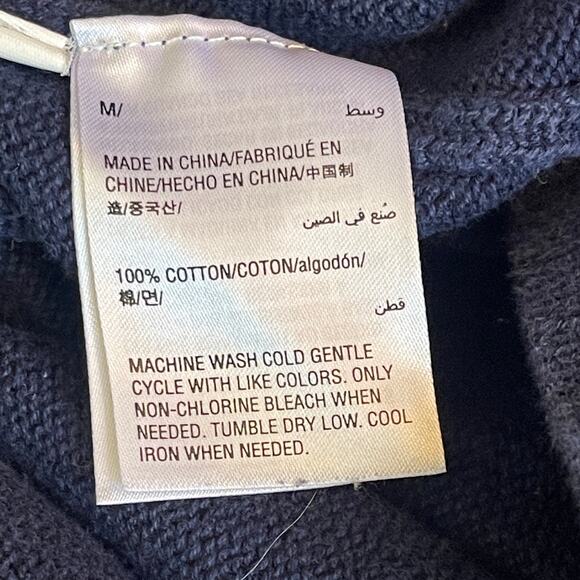 M/
وسط
MADE IN CHINA/FABRIQUÉ EN
CHINE/HECHO EN CHINA/中国制
造/중국산/
صُنع في الصين
100% COTTON/COTON/algodón/
棉/면/
قطن
MACHINE WASH COLD GENTLE
CYCLE WITH LIKE COLORS. ONLY
NON-CHLORINE BLEACH WHEN
NEEDED. TUMBLE DRY LOW. COOL
IRON WHEN NEEDED.